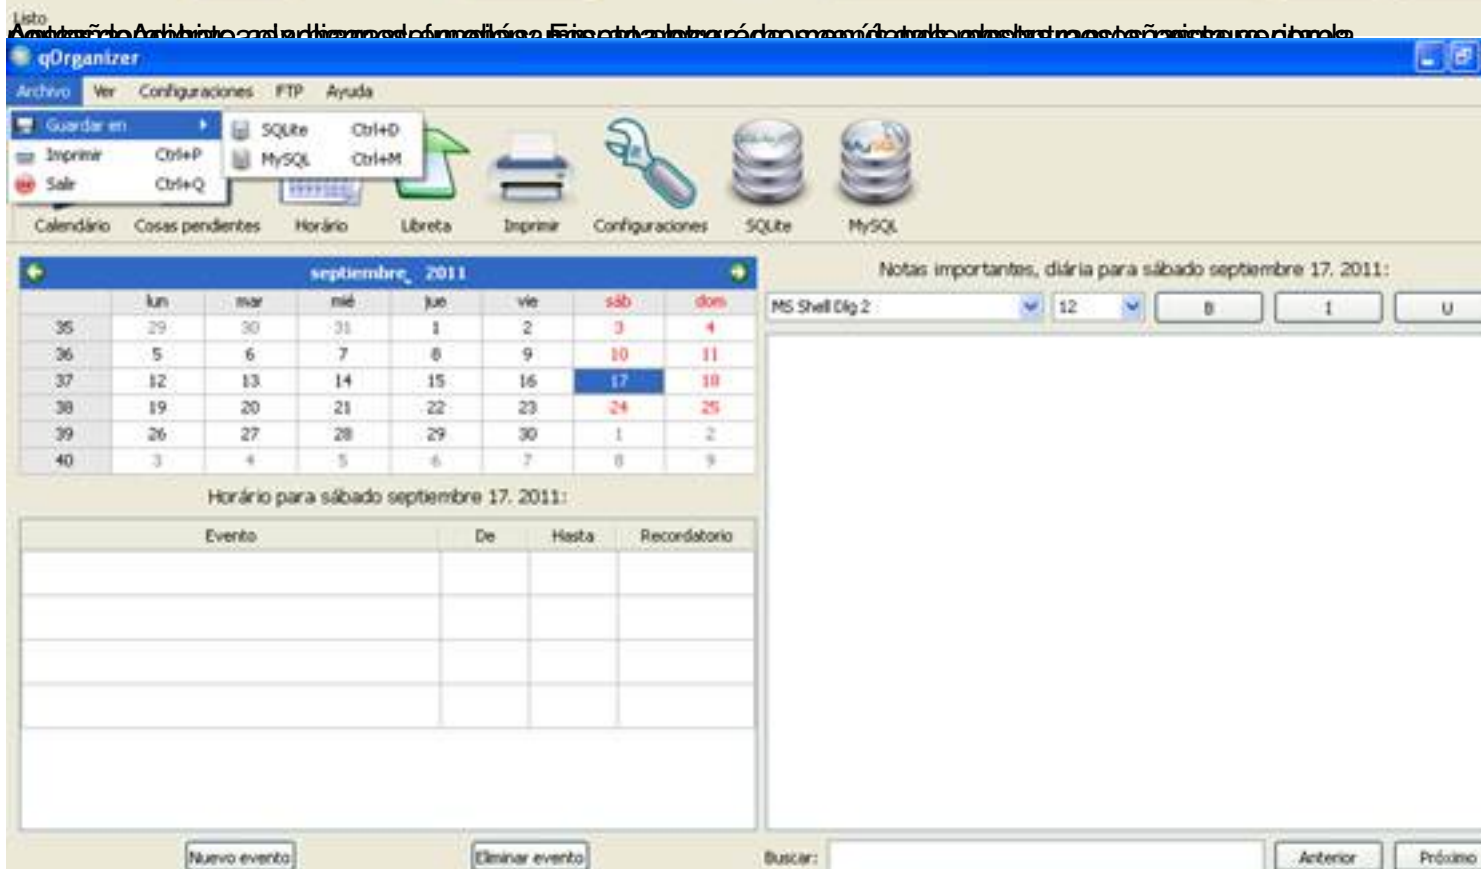 Listo
qOrganizer
Archivo Ver Configuraciones FTP Ayuda
Guardar en
Imprimir Ctrl+P
Salir Ctrl+Q
SQLite Ctrl+D
MySQL Ctrl+M
Calendário Cosas pendientes Horário Libreta Imprimir Configuraciones SQLite MySQL
septiembre, 2011
lun mar mié jue vie sáb dom
35 29 30 31 1 2 3 4
36 5 6 7 8 9 10 11
37 12 13 14 15 16 17 18
38 19 20 21 22 23 24 25
39 26 27 28 29 30 1 2
40 3 4 5 6 7 8 9
Horário para sábado septiembre 17. 2011:
Evento De Hasta Recordatorio
Nuevo evento Eliminar evento
Notas importantes, diária para sábado septiembre 17. 2011:
MS Shell Dlg 2 12 B I U
Buscar: Anterior Próximo